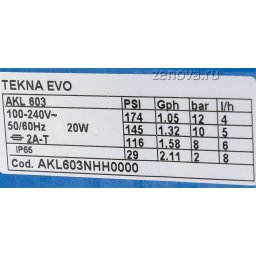 zenova.ru
TEKNA EVO
AKL 603 PSI Gph bar l/h
100-240V~ 174 1.05 12 4
50/60Hz 20W 145 1.32 10 5
2A-T 116 1.58 8 6
IP65 29 2.11 2 8
Cod. AKL603NHH0000